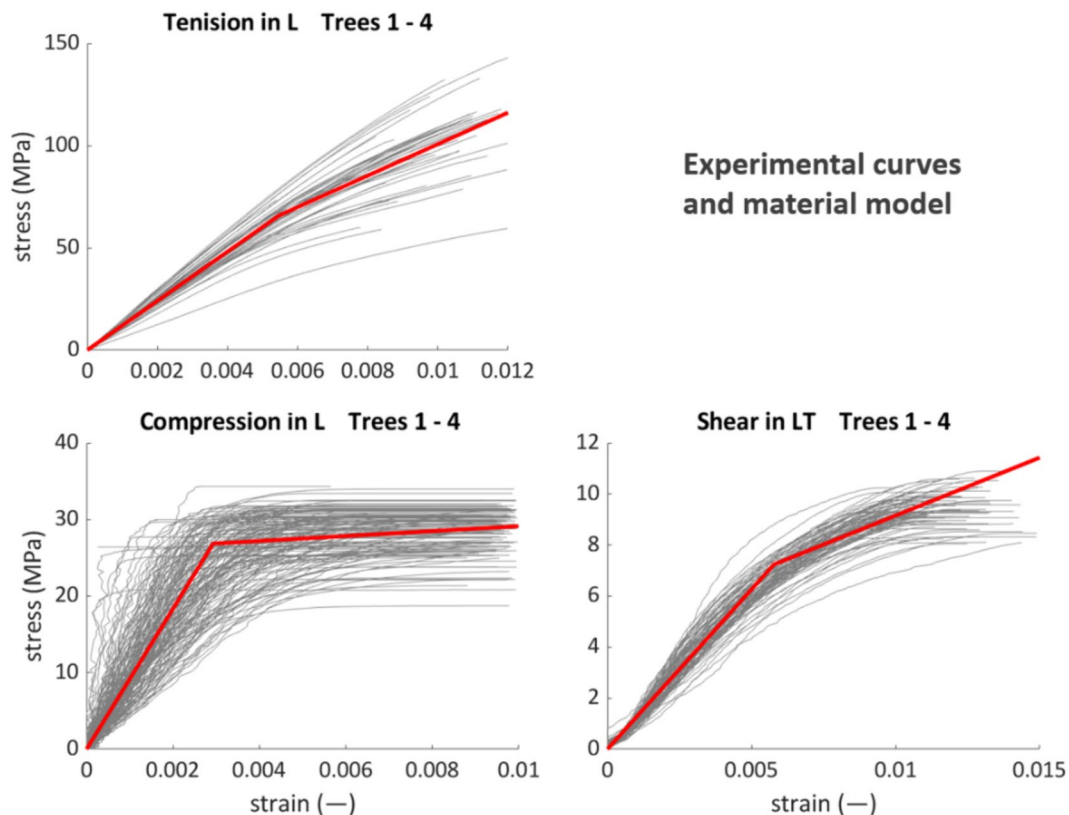 Tenision in L Trees 1 - 4
150
100
50
0
stress (MPa)
0 0.002 0.004 0.006 0.008 0.01 0.012
Experimental curves
and material model
Compression in L Trees 1 - 4
40
30
20
10
0
stress (MPa)
0 0.002 0.004 0.006 0.008 0.01
strain (—)
Shear in LT Trees 1 - 4
12
10
8
6
4
2
0
0 0.005 0.01 0.015
strain (—)